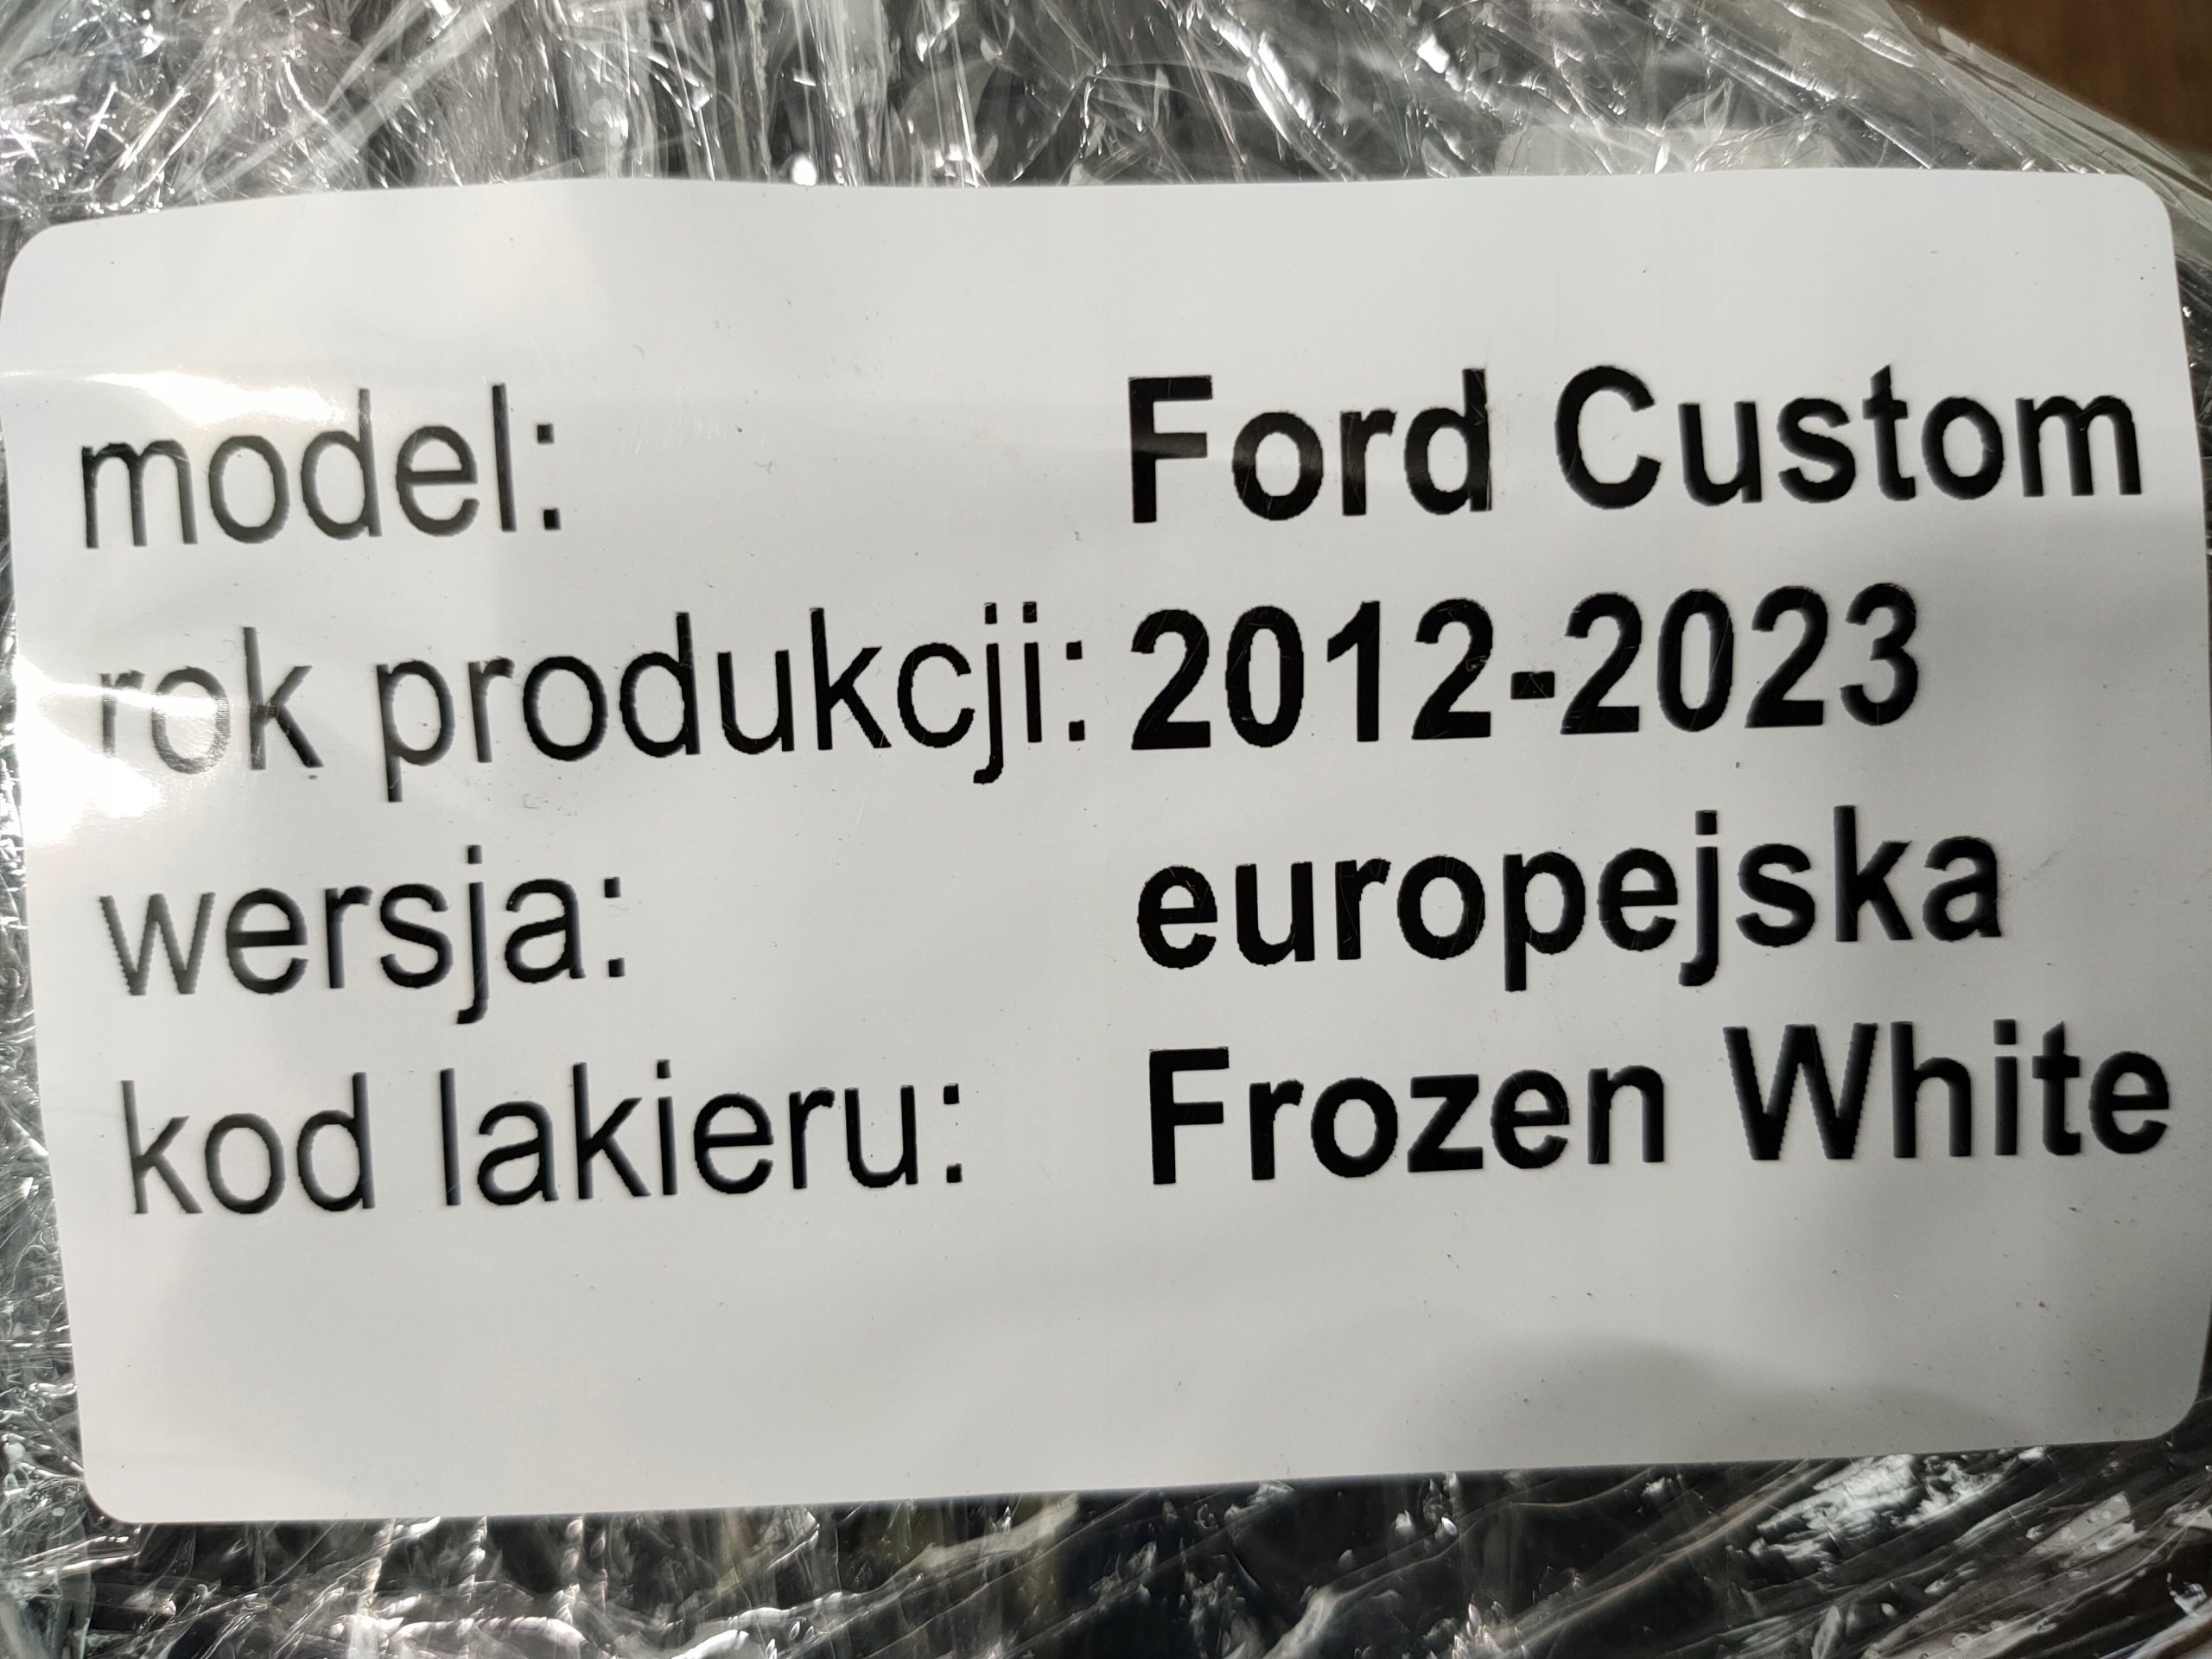 model: Ford Custom
rok produkcji: 2012-2023
wersja: europejska
kod lakieru: Frozen White